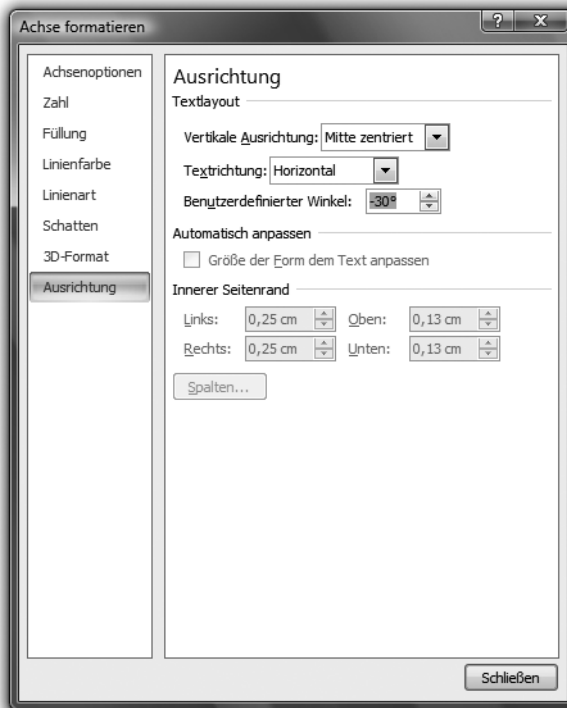 Achse formatieren
?
X
Achsenoptionen
Zahl
Füllung
Linienfarbe
Linienart
Schatten
3D-Format
Ausrichtung
Ausrichtung
Textlayout
Vertikale Ausrichtung: Mitte zentriert
Textrichtung: Horizontal
Benutzerdefinierter Winkel: -30°
Automatisch anpassen
Größe der Form dem Text anpassen
Innerer Seitenrand
Links: 0,25 cm Oben: 0,13 cm
Rechts: 0,25 cm Unten: 0,13 cm
Spalten...
Schließen